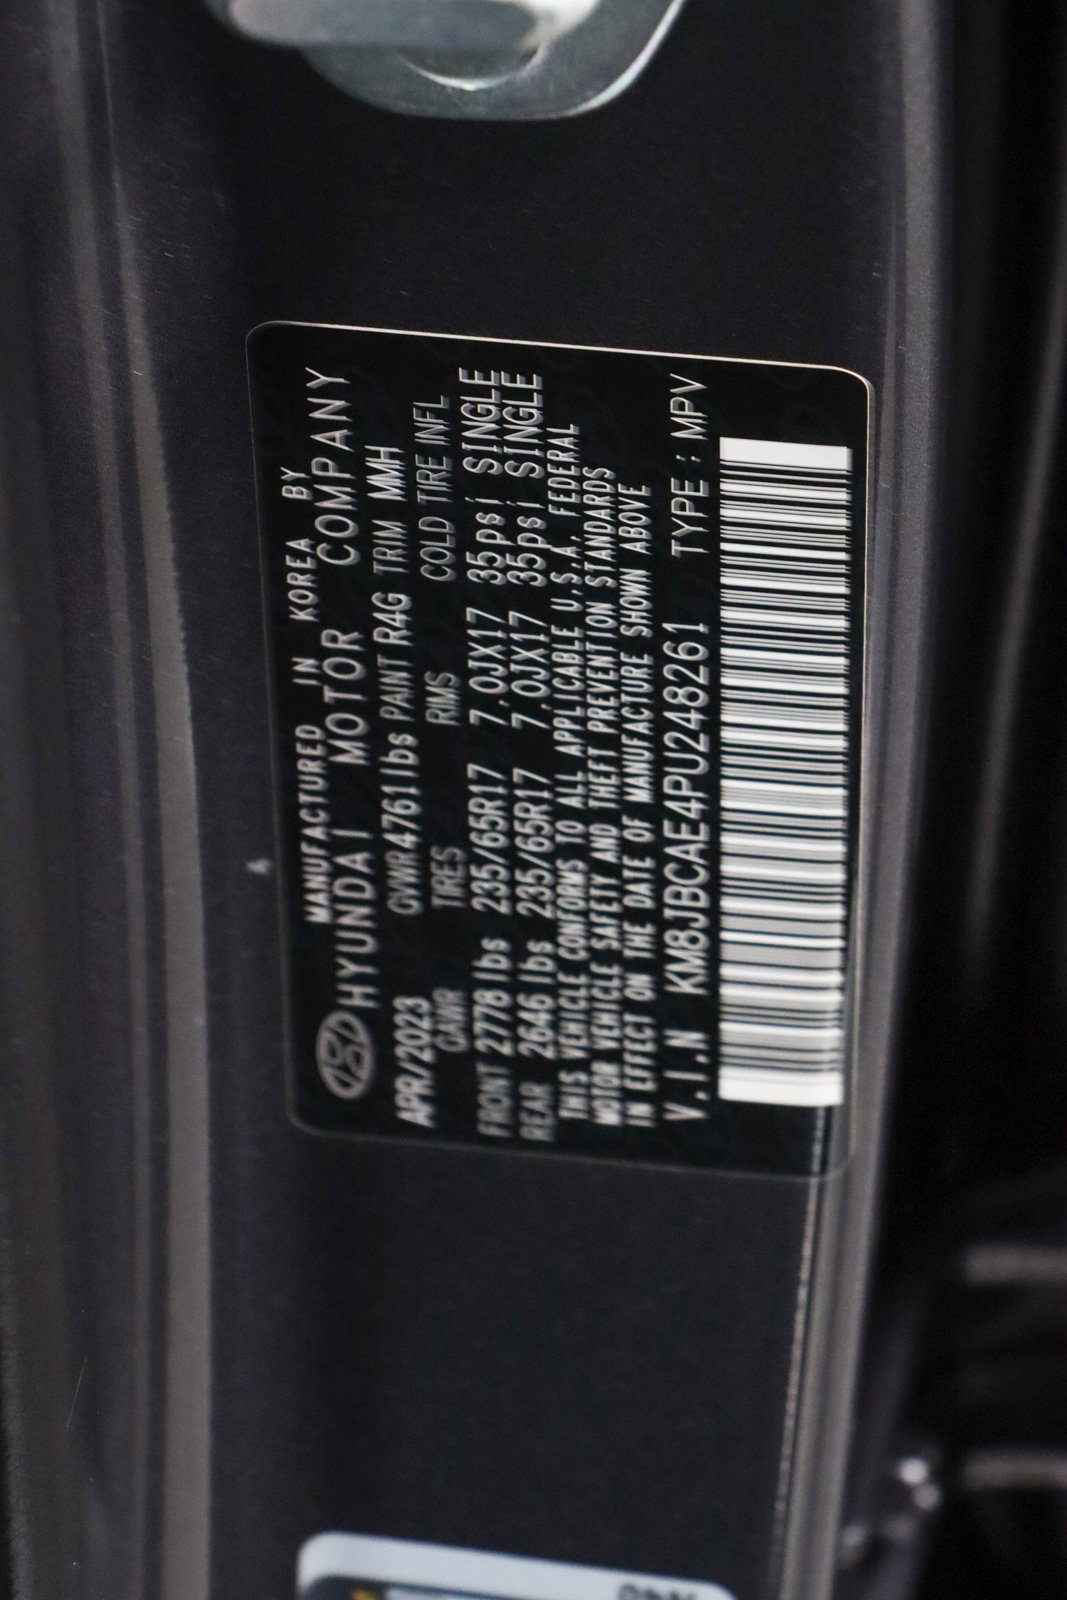 MANUFACTURED IN KOREA BY
HYUNDAI MOTOR COMPANY
APR/2023 GVWR 4761lbs PAINT R4G TRIM MMH
GAWR TIRES RIMS COLD TIRE INFL
FRONT 2778 lbs 235/65R17 7.0JX17 35psi SINGLE
REAR 2646 lbs 235/65R17 7.0JX17 35psi SINGLE
THIS VEHICLE CONFORMS TO ALL APPLICABLE U.S.A. FEDERAL
MOTOR VEHICLE SAFETY AND THEFT PREVENTION STANDARDS
IN EFFECT ON THE DATE OF MANUFACTURE SHOWN ABOVE
V.I.N KM8JBCAE4PU248261 TYPE : MPV